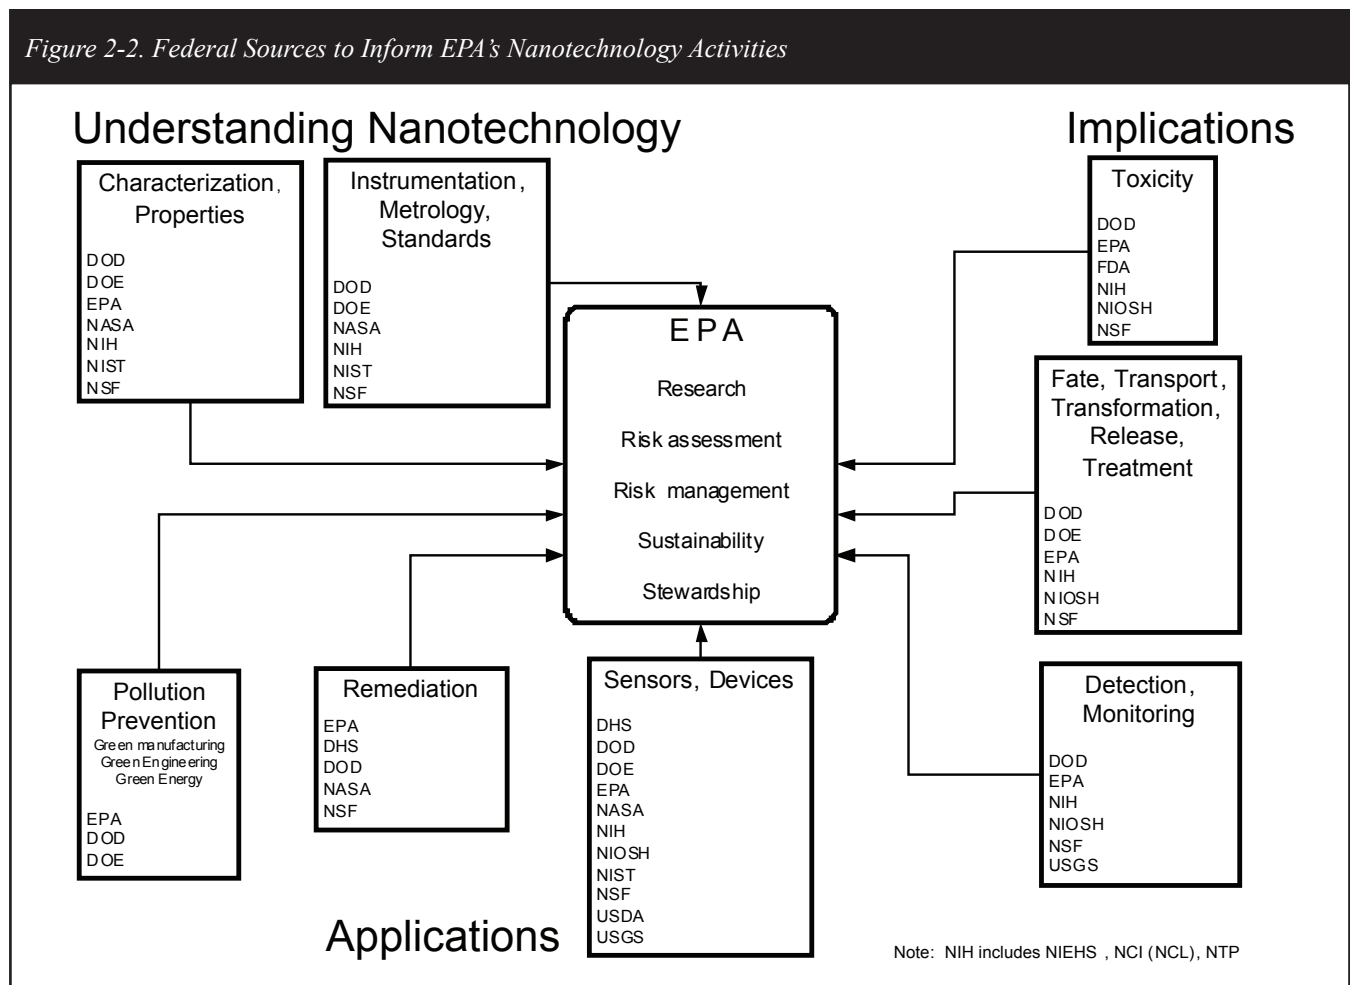 Figure 2-2. Federal Sources to Inform EPA's Nanotechnology Activities
Understanding Nanotechnology
Characterization,
Properties
DOD
DOE
EPA
NASA
NIH
NIST
NSF
Instrumentation,
Metrology,
Standards
DOD
DOE
NASA
NIH
NIST
NSF
EPA
Research
Risk assessment
Risk management
Sustainability
Stewardship
Implications
Toxicity
DOD
EPA
FDA
NIH
NIOSH
NSF
Fate, Transport,
Transformation,
Release,
Treatment
DOD
DOE
EPA
NIH
NIOSH
NSF
Detection,
Monitoring
DOD
EPA
NIH
NIOSH
NSF
USGS
Pollution
Prevention
Green manufacturing
Green Engineering
Green Energy
EPA
DOD
DOE
Remediation
EPA
DHS
DOD
NASA
NSF
Sensors, Devices
DHS
DOD
DOE
EPA
NASA
NIH
NIOSH
NIST
NSF
USDA
USGS
Applications
Note: NIH includes NIEHS , NCI (NCL), NTP